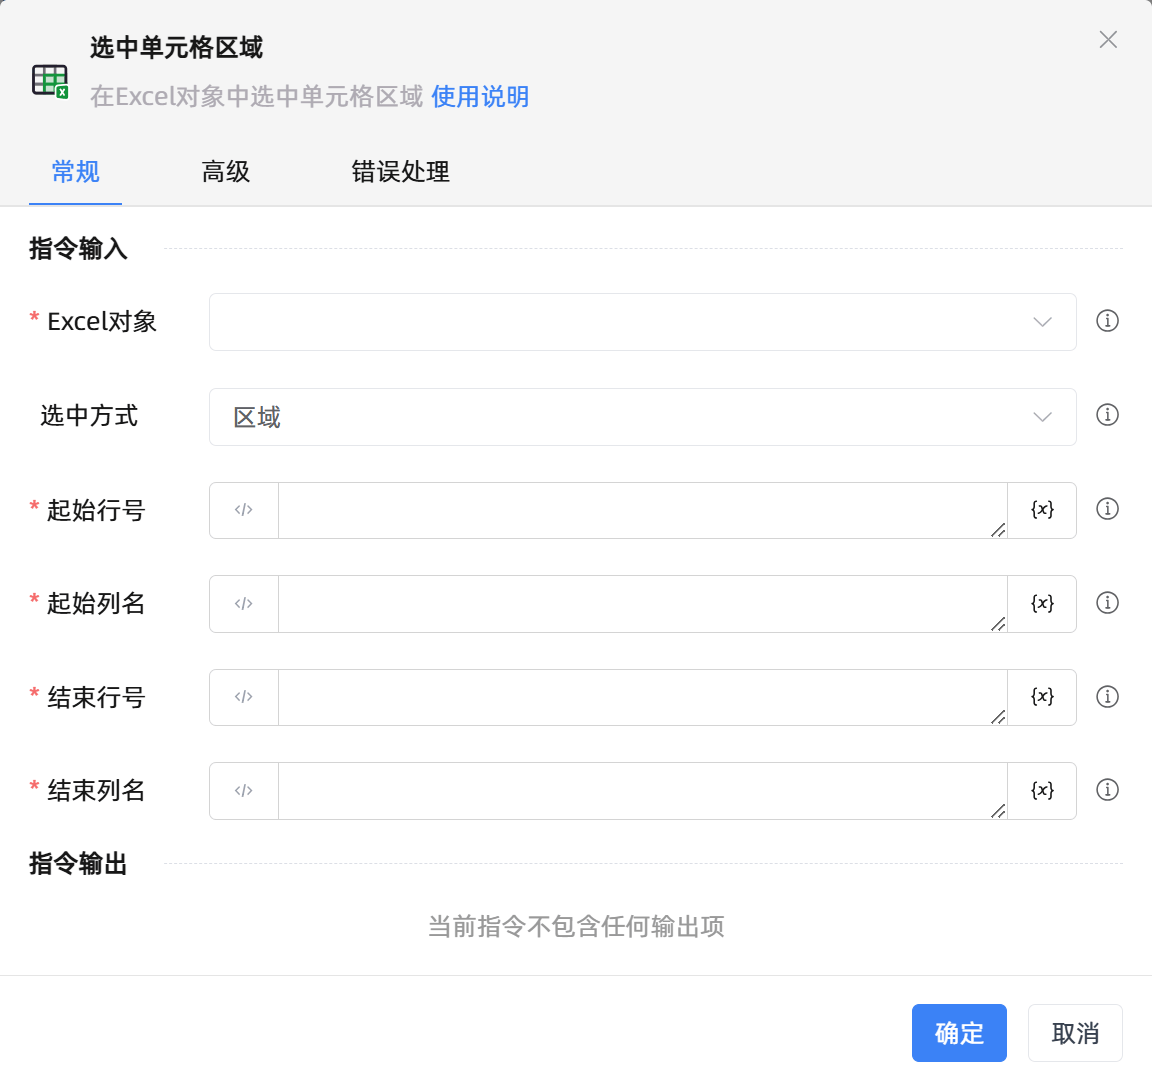 选中单元格区域
在Excel对象中选中单元格区域 使用说明
常规 高级 错误处理
指令输入
* Excel对象
选中方式 区域
* 起始行号 </> {x}
* 起始列名 </> {x}
* 结束行号 </> {x}
* 结束列名 </> {x}
指令输出
当前指令不包含任何输出项
确定 取消